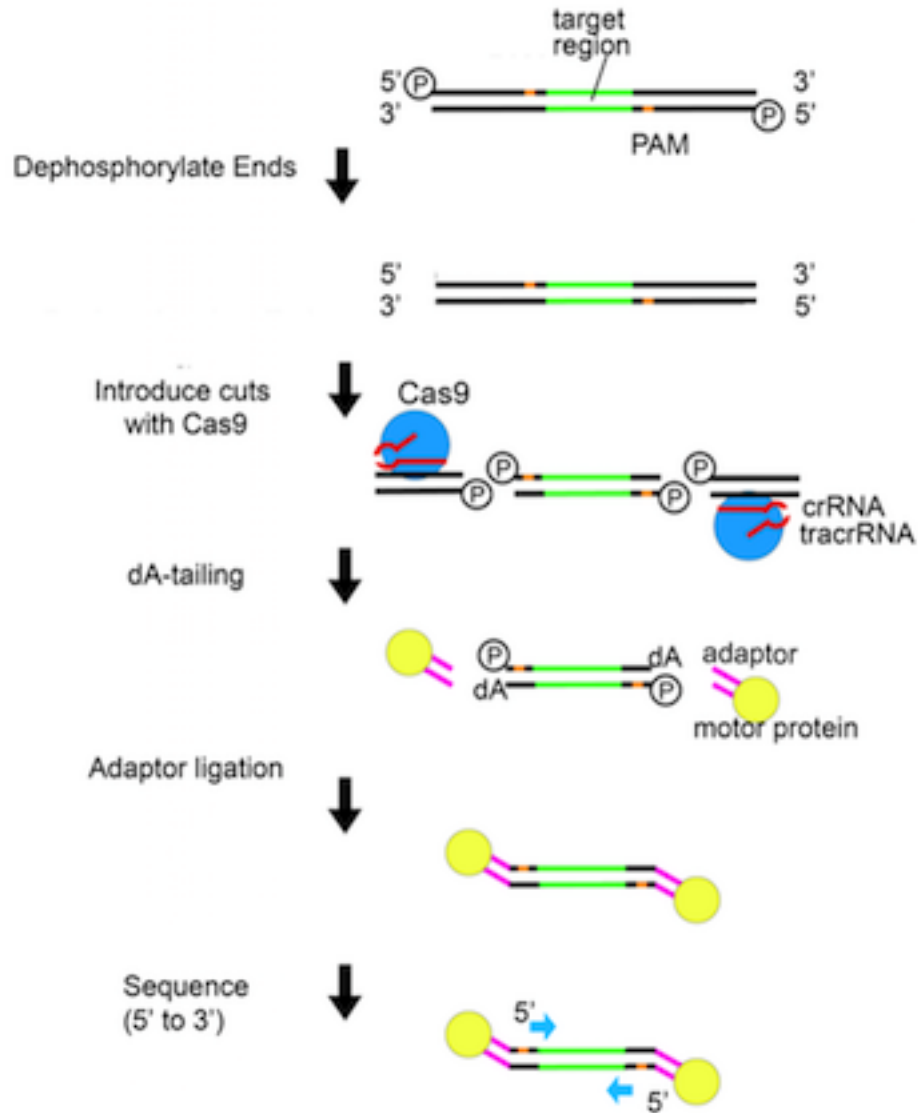 target
region
5' P 3'
3' P 5'
PAM
Dephosphorylate Ends
5' 3'
3' 5'
Introduce cuts
with Cas9
Cas9
P P
P P
crRNA
tracrRNA
dA-tailing
P dA adaptor
dA P
motor protein
Adaptor ligation
Sequence
(5' to 3')
5'
5'